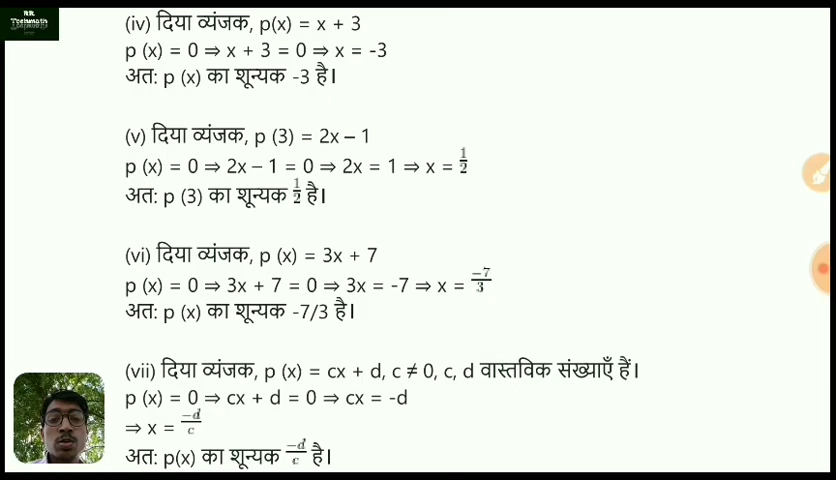 RK
Techmath
(iv) दिया व्यंजक, p(x) = x + 3
p (x) = 0 ⇒ x + 3 = 0 ⇒ x = -3
अत: p (x) का शून्यक -3 है।
(v) दिया व्यंजक, p (3) = 2x – 1
p (x) = 0 ⇒ 2x – 1 = 0 ⇒ 2x = 1 ⇒ x = 1/2
अत: p (3) का शून्यक 1/2 है।
(vi) दिया व्यंजक, p (x) = 3x + 7
p (x) = 0 ⇒ 3x + 7 = 0 ⇒ 3x = -7 ⇒ x = -7/3
अत: p (x) का शून्यक -7/3 है।
(vii) दिया व्यंजक, p (x) = cx + d, c ≠ 0, c, d वास्तविक संख्याएँ हैं।
p (x) = 0 ⇒ cx + d = 0 ⇒ cx = -d
⇒ x = -d/c
अत: p(x) का शून्यक -d/c है।